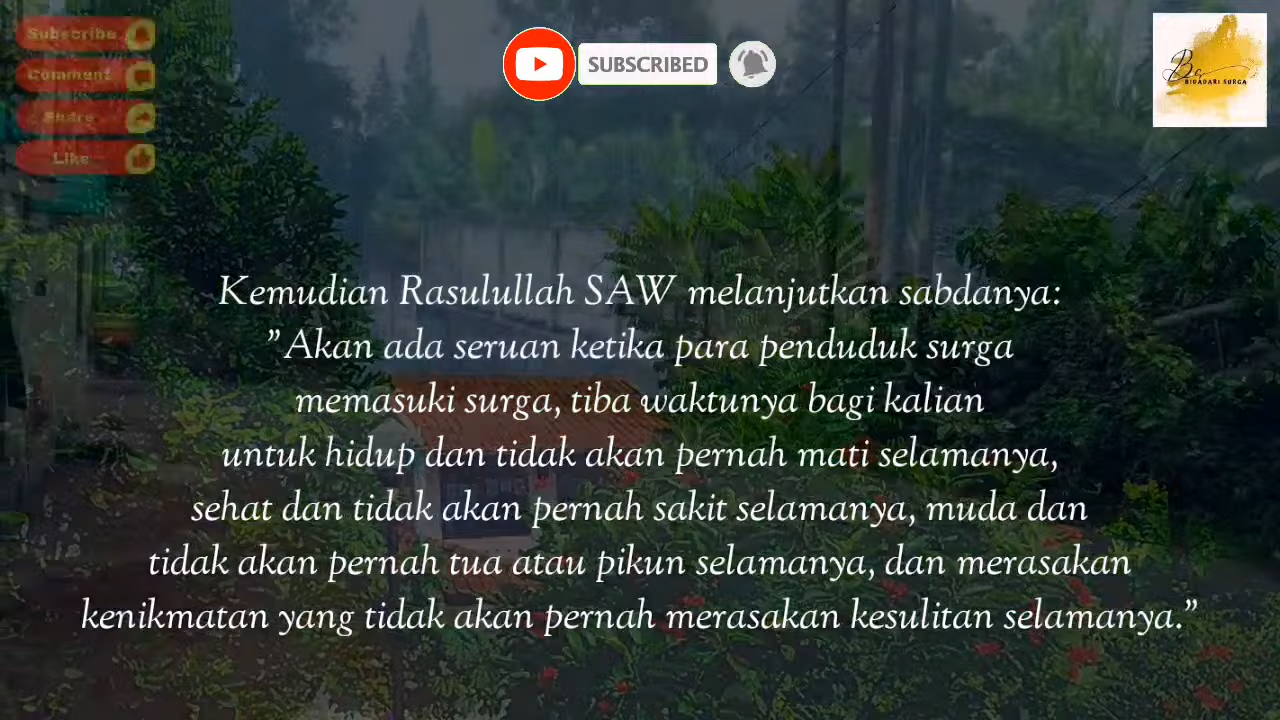 Subscribe
Comment
Share
Like
SUBSCRIBED
Bs
BIDADARI SURGA
Kemudian Rasulullah SAW melanjutkan sabdanya:
”Akan ada seruan ketika para penduduk surga
memasuki surga, tiba waktunya bagi kalian
untuk hidup dan tidak akan pernah mati selamanya,
sehat dan tidak akan pernah sakit selamanya, muda dan
tidak akan pernah tua atau pikun selamanya, dan merasakan
kenikmatan yang tidak akan pernah merasakan kesulitan selamanya.”